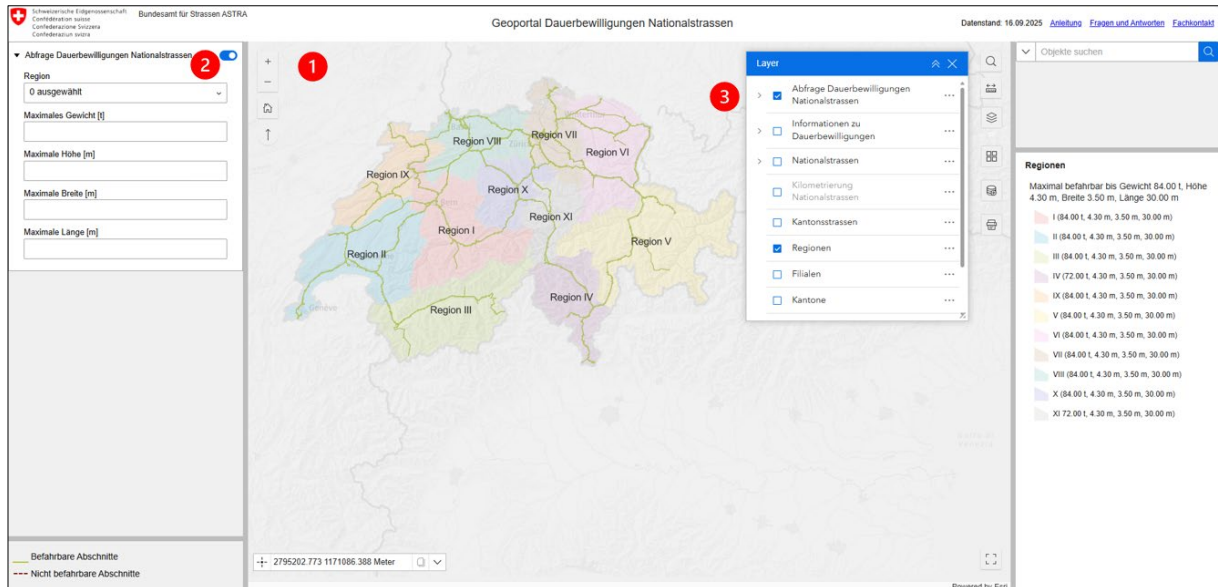 Schweizerische Eidgenossenschaft
Confédération suisse
Confederazione Svizzera
Confederaziun svizra
Bundesamt für Strassen ASTRA
Geoportal Dauerbewilligungen Nationalstrassen
Datenstand: 16.09.2025 Anleitung Fragen und Antworten Fachkontakt
Abfrage Dauerbewilligungen Nationalstrassen
2
Region
0 ausgewählt
Maximales Gewicht [t]
Maximale Höhe [m]
Maximale Breite [m]
Maximale Länge [m]
Befahrbare Abschnitte
Nicht befahrbare Abschnitte
1
Region VIII
Region VII
Region VI
Region IX
Region X
Region XI
Region I
Region II
Region V
Region IV
Region III
Genève
2795202.773 1171086.388 Meter
3
Layer
Abfrage Dauerbewilligungen
Nationalstrassen
Informationen zu
Dauerbewilligungen
Nationalstrassen
Kilometrierung
Nationalstrassen
Kantonsstrassen
Regionen
Filialen
Kantone
Powered by Esri
Objekte suchen
Regionen
Maximal befahrbar bis Gewicht 84.00 t, Höhe
4.30 m, Breite 3.50 m, Länge 30.00 m
I (84.00 t, 4.30 m, 3.50 m, 30.00 m)
II (84.00 t, 4.30 m, 3.50 m, 30.00 m)
III (84.00 t, 4.30 m, 3.50 m, 30.00 m)
IV (72.00 t, 4.30 m, 3.50 m, 30.00 m)
IX (84.00 t, 4.30 m, 3.50 m, 30.00 m)
V (84.00 t, 4.30 m, 3.50 m, 30.00 m)
VI (84.00 t, 4.30 m, 3.50 m, 30.00 m)
VII (84.00 t, 4.30 m, 3.50 m, 30.00 m)
VIII (84.00 t, 4.30 m, 3.50 m, 30.00 m)
X (84.00 t, 4.30 m, 3.50 m, 30.00 m)
XI 72.00 t, 4.30 m, 3.50 m, 30.00 m)